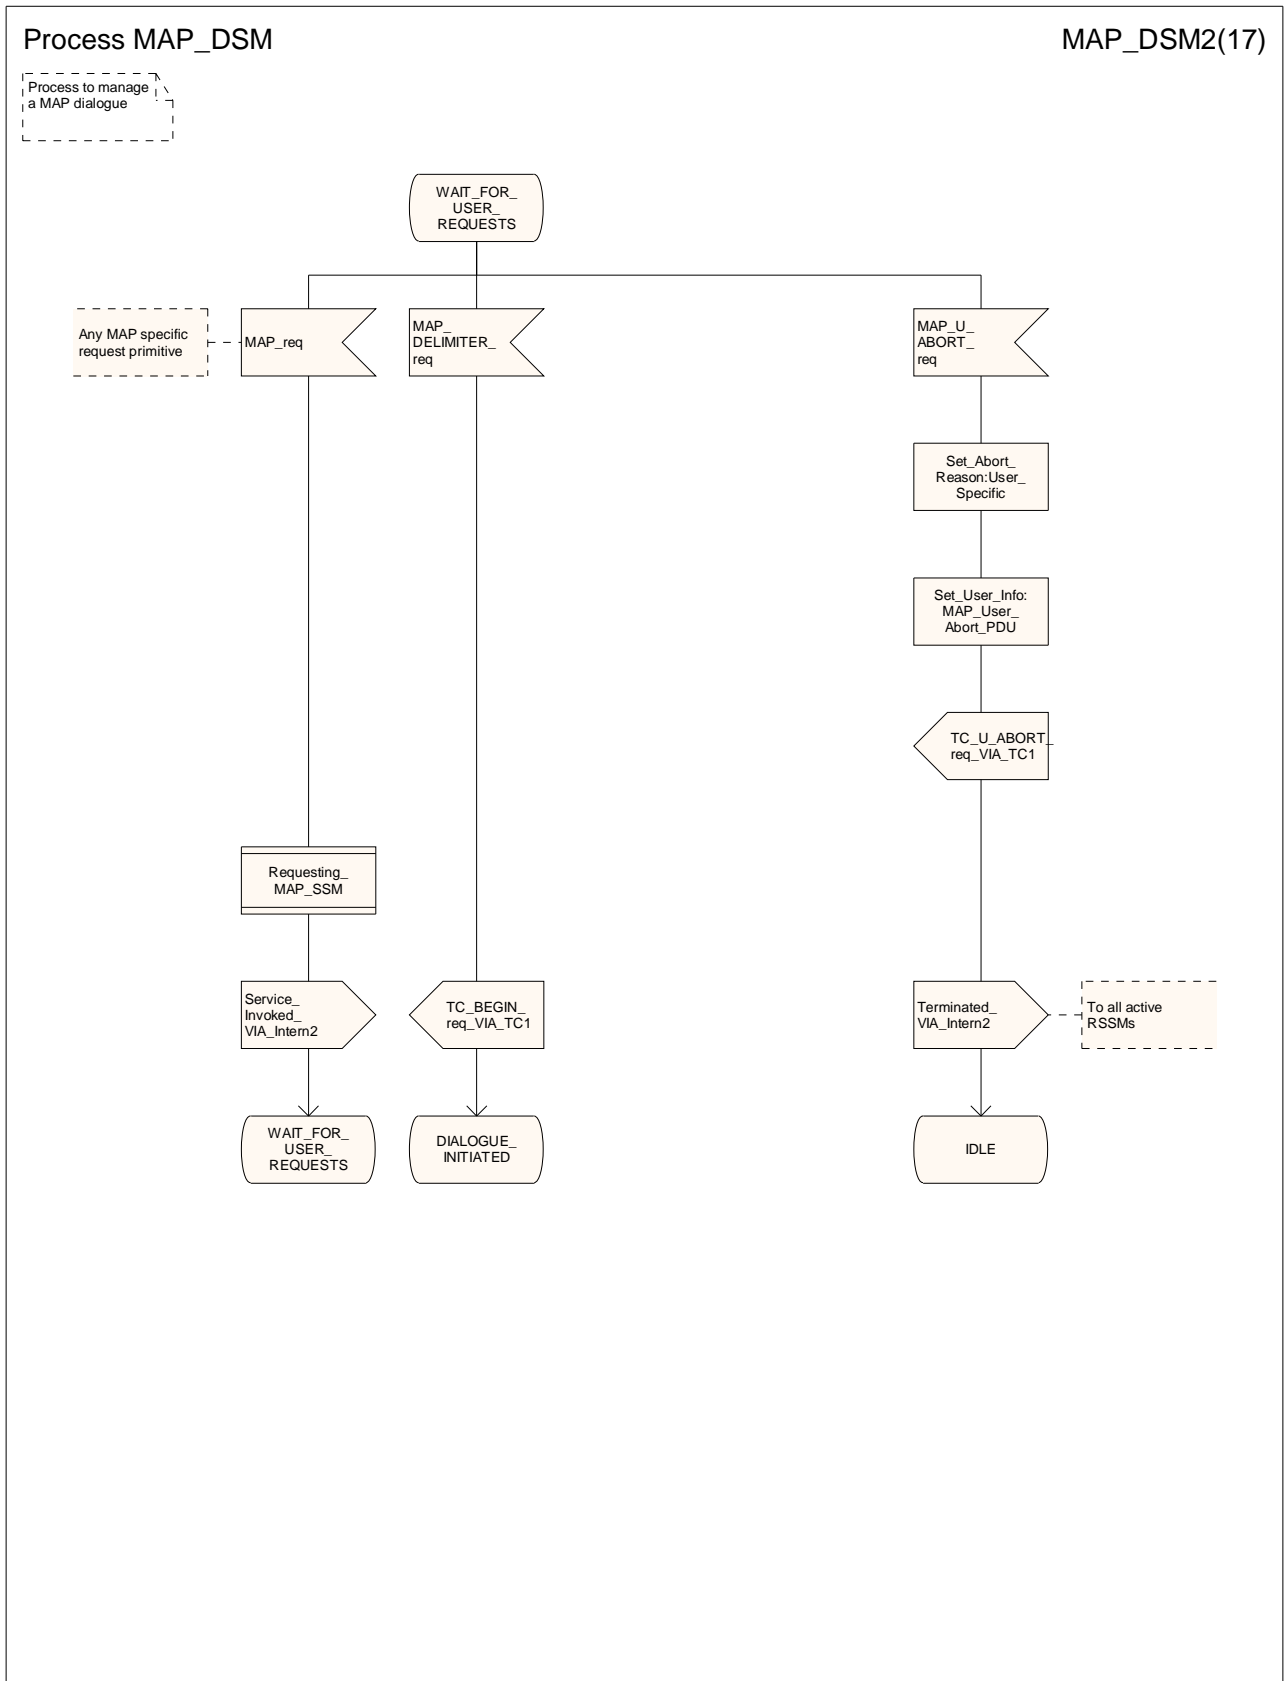 Process MAP_DSM
MAP_DSM2(17)
Process to manage
a MAP dialogue
WAIT_FOR_
USER_
REQUESTS
Any MAP specific
request primitive
MAP_req
MAP_
DELIMITER_
req
MAP_U_
ABORT_
req
Set_Abort_
Reason:User_
Specific
Set_User_Info:
MAP_User_
Abort_PDU
TC_U_ABORT_
req_VIA_TC1
Requesting_
MAP_SSM
Service_
Invoked_
VIA_Intern2
TC_BEGIN_
req_VIA_TC1
Terminated_
VIA_Intern2
To all active
RSSMs
WAIT_FOR_
USER_
REQUESTS
DIALOGUE_
INITIATED
IDLE